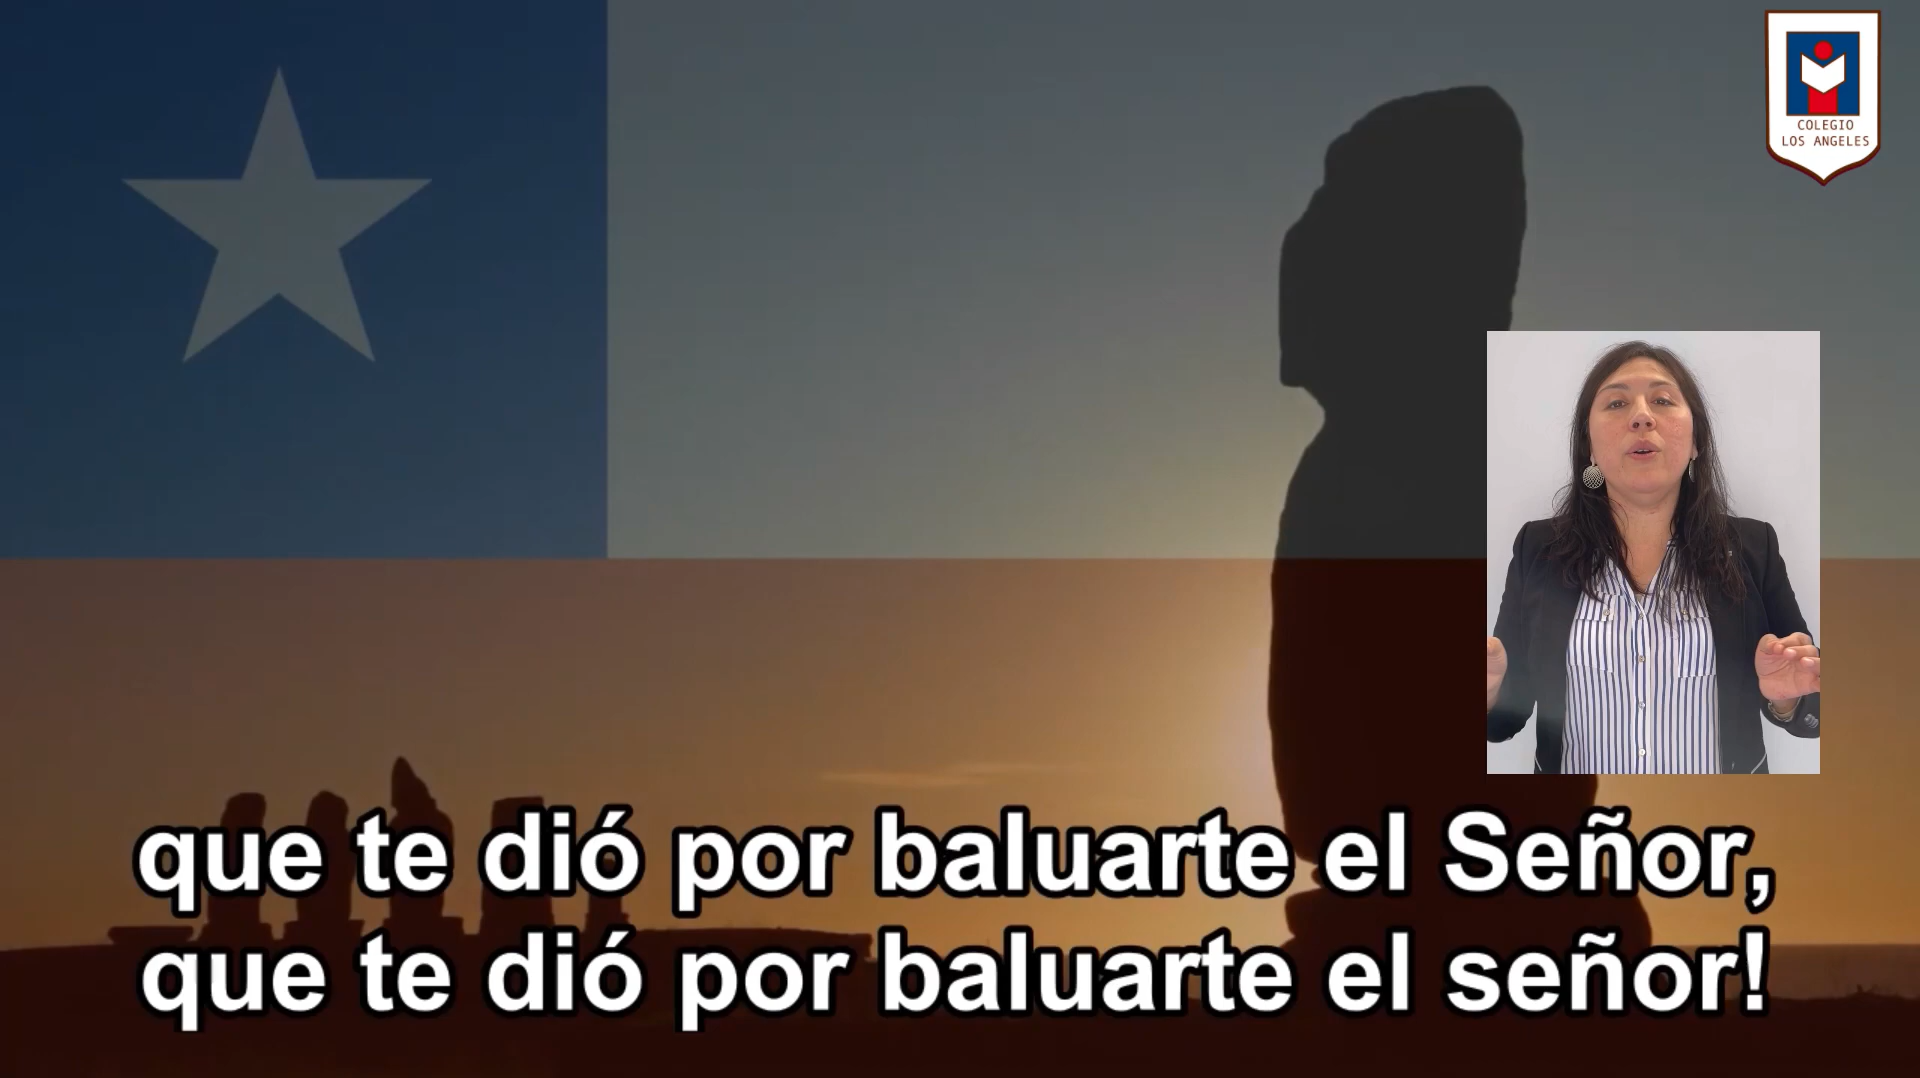 COLEGIO
LOS ANGELES
que te dió por baluarte el Señor,
que te dió por baluarte el señor!